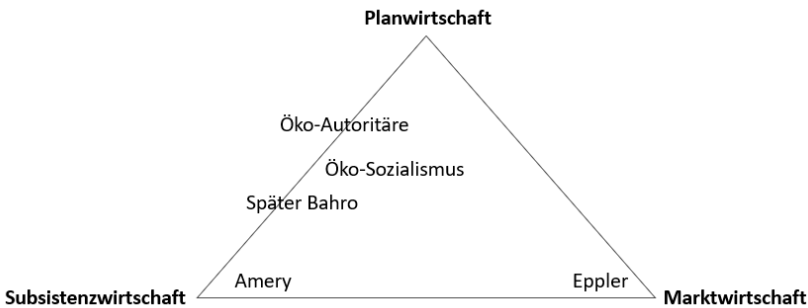 Planwirtschaft
Öko-Autoritäre
Öko-Sozialismus
Später Bahro
Amery
Eppler
Subsistenzwirtschaft
Marktwirtschaft